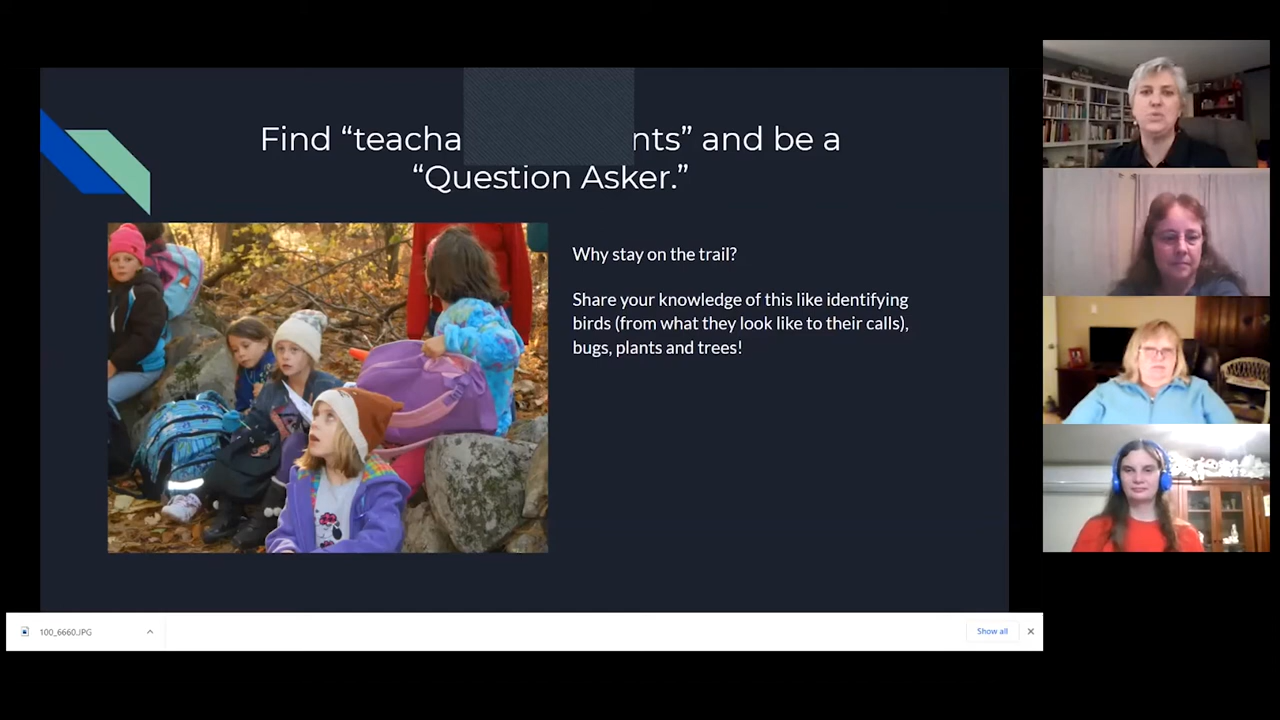 Find “teacha nts” and be a
“Question Asker.”
Why stay on the trail?
Share your knowledge of this like identifying
birds (from what they look like to their calls),
bugs, plants and trees!
100_6660.JPG
Show all